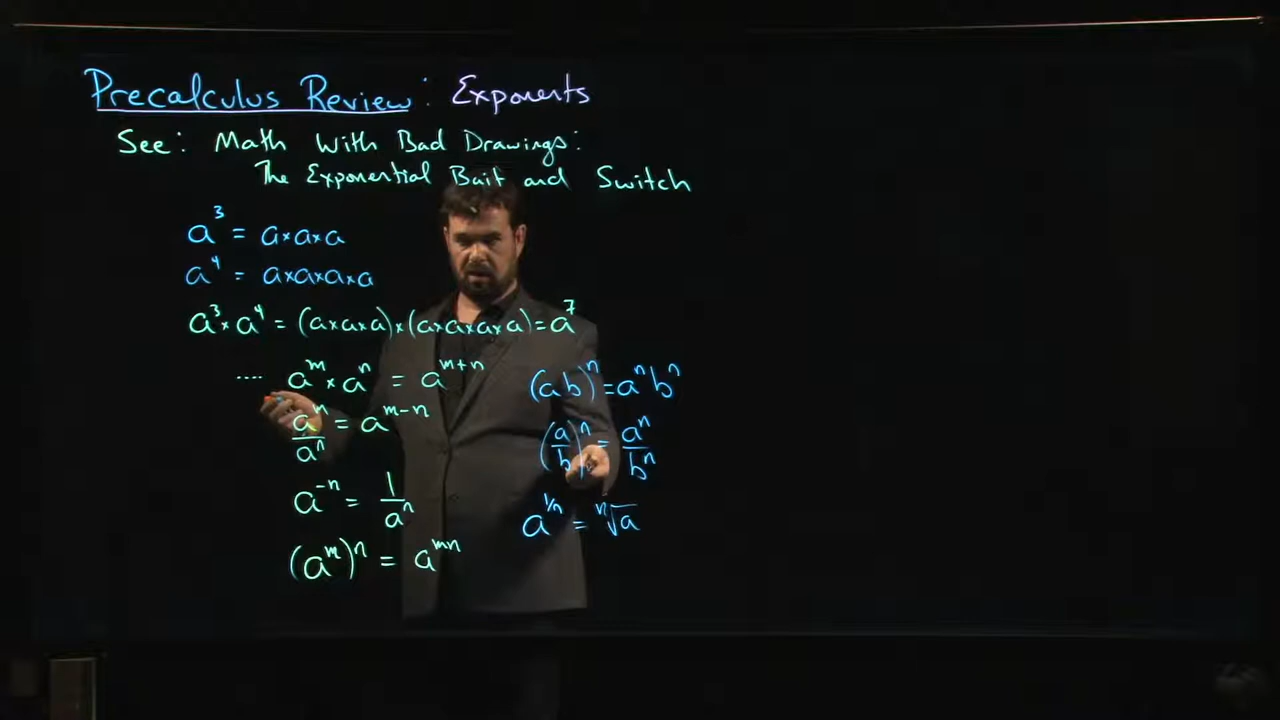 Precalculus Review: Exponents
See: Math With Bad Drawings:
The Exponential Bait and Switch
a³ = a×a×a
a⁴ = a×a×a×a
a³×a⁴ = (a×a×a)×(a×a×a×a)=a⁷
.... aᵐ×aⁿ = aᵐ⁺ⁿ
aᵐ/aⁿ = aᵐ⁻ⁿ
a⁻ⁿ = 1/aⁿ
(aᵐ)ⁿ = aᵐⁿ
(ab)ⁿ=aⁿbⁿ
(a/b)ⁿ = aⁿ/bⁿ
a^(1/n) = ⁿ√a